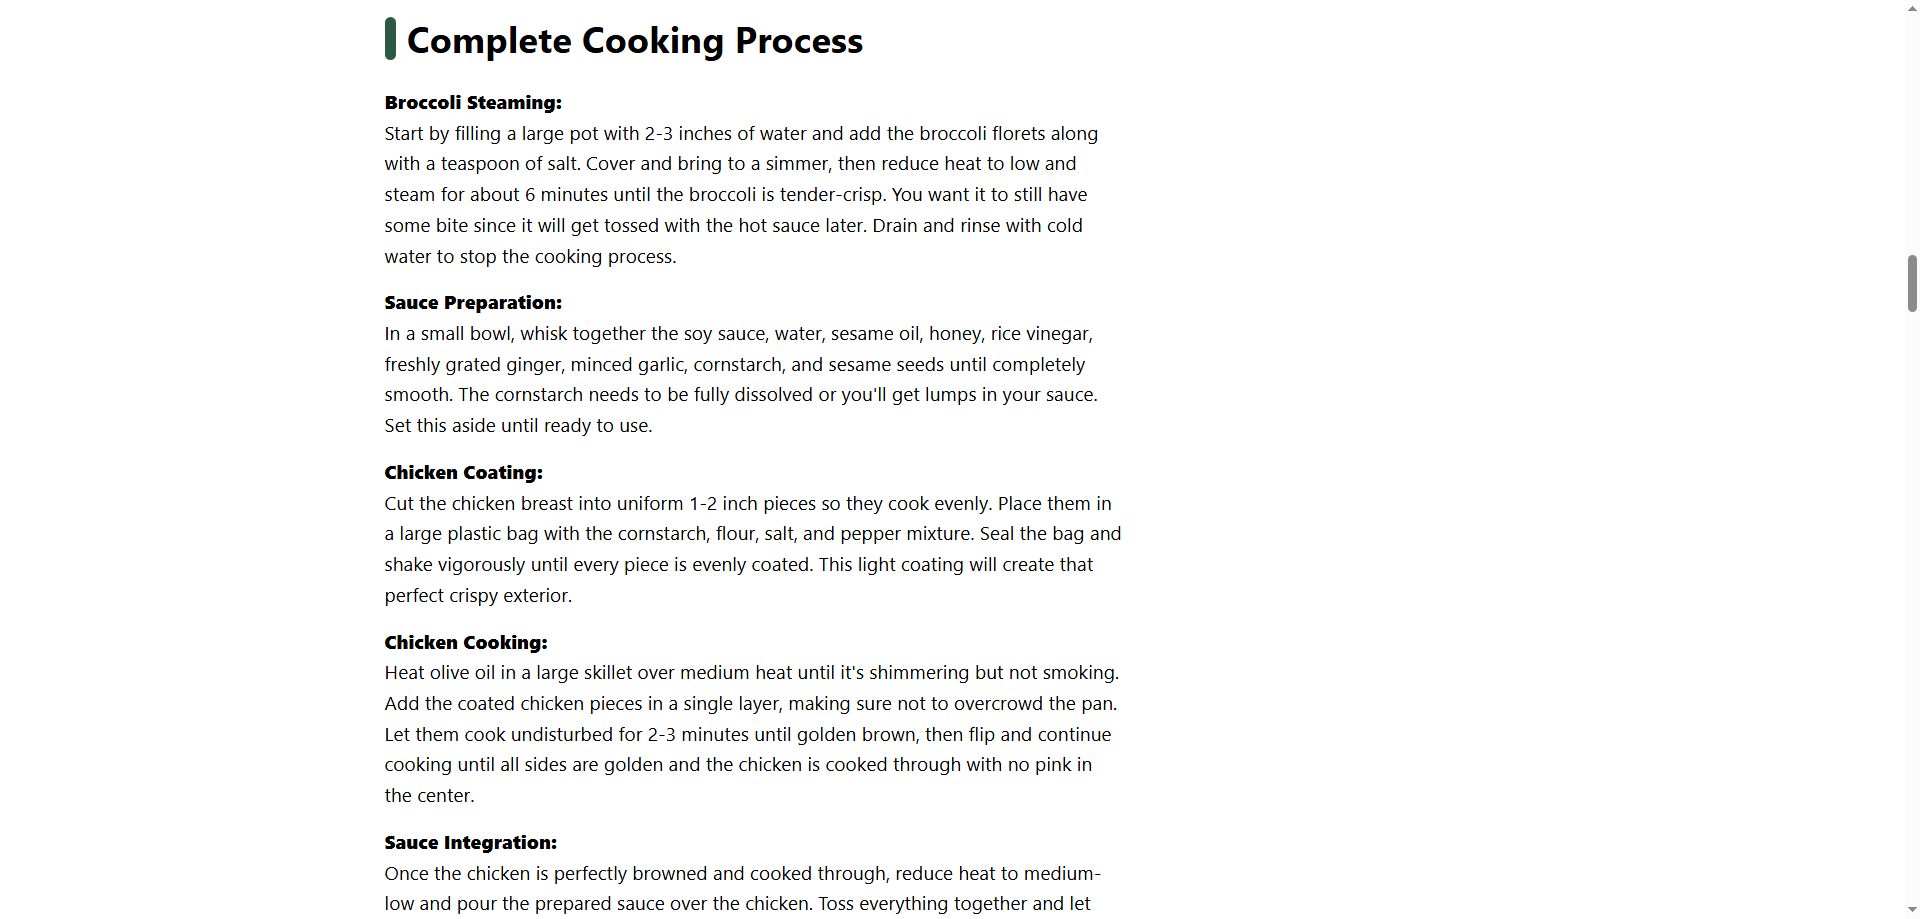 Complete Cooking Process
Broccoli Steaming:
Start by filling a large pot with 2-3 inches of water and add the broccoli florets along
with a teaspoon of salt. Cover and bring to a simmer, then reduce heat to low and
steam for about 6 minutes until the broccoli is tender-crisp. You want it to still have
some bite since it will get tossed with the hot sauce later. Drain and rinse with cold
water to stop the cooking process.
Sauce Preparation:
In a small bowl, whisk together the soy sauce, water, sesame oil, honey, rice vinegar,
freshly grated ginger, minced garlic, cornstarch, and sesame seeds until completely
smooth. The cornstarch needs to be fully dissolved or you'll get lumps in your sauce.
Set this aside until ready to use.
Chicken Coating:
Cut the chicken breast into uniform 1-2 inch pieces so they cook evenly. Place them in
a large plastic bag with the cornstarch, flour, salt, and pepper mixture. Seal the bag and
shake vigorously until every piece is evenly coated. This light coating will create that
perfect crispy exterior.
Chicken Cooking:
Heat olive oil in a large skillet over medium heat until it's shimmering but not smoking.
Add the coated chicken pieces in a single layer, making sure not to overcrowd the pan.
Let them cook undisturbed for 2-3 minutes until golden brown, then flip and continue
cooking until all sides are golden and the chicken is cooked through with no pink in
the center.
Sauce Integration:
Once the chicken is perfectly browned and cooked through, reduce heat to medium-
low and pour the prepared sauce over the chicken. Toss everything together and let